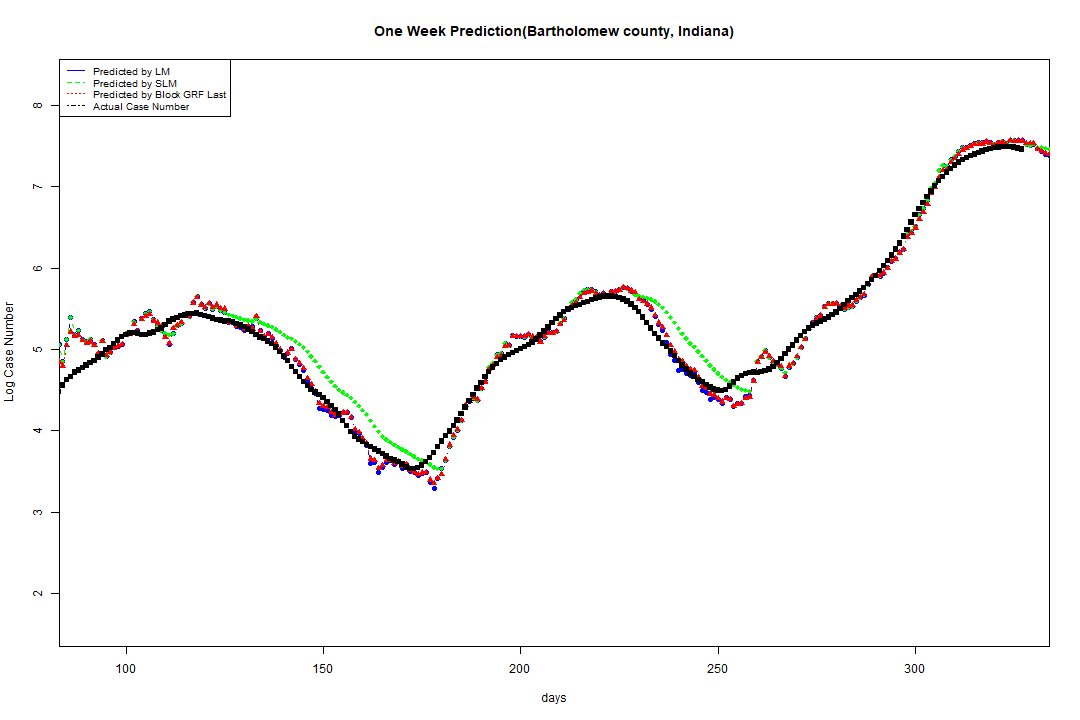 One Week Prediction(Bartholomew county, Indiana)
Predicted by LM
Predicted by SLM
Predicted by Block GRF Last
Actual Case Number
8
7
6
5
4
3
2
Log Case Number
100 150 200 250 300
days